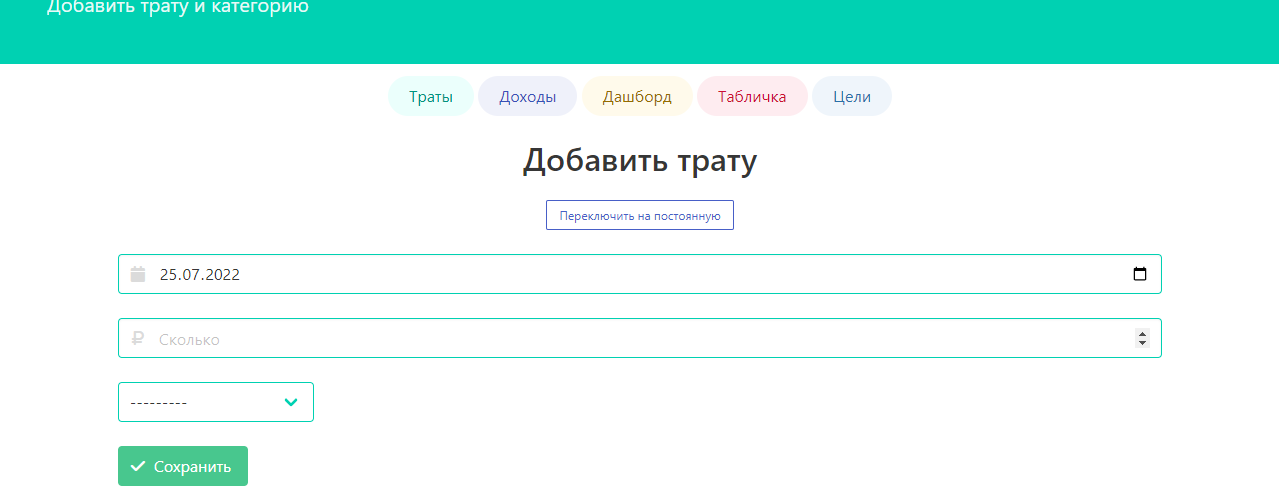 Добавить трату и категорию
Траты Доходы Дашборд Табличка Цели
Добавить трату
Переключить на постоянную
25.07.2022
Сколько
---------
Сохранить